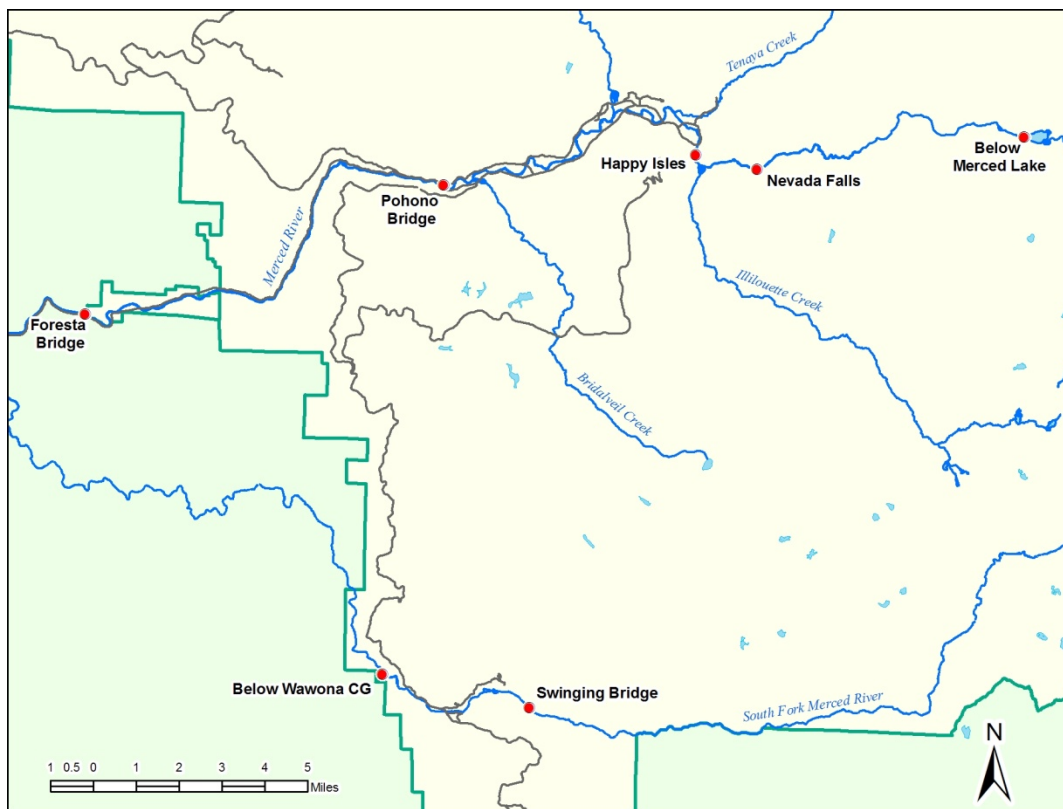 Tenaya Creek
Happy Isles
Below
Merced Lake
Nevada Falls
Pohono
Bridge
Merced River
Illilouette Creek
Foresta
Bridge
Bridalveil Creek
Below Wawona CG
Swinging Bridge
South Fork Merced River
N
1 0.5 0 1 2 3 4 5
Miles